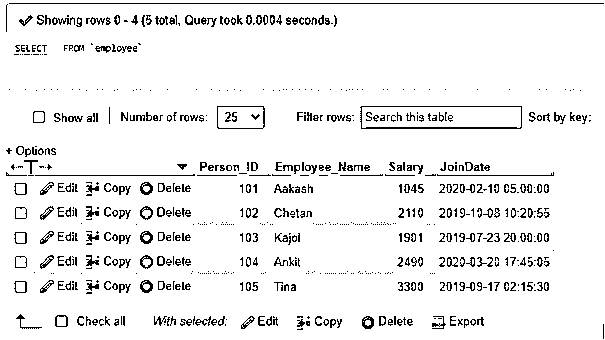 Showing rows 0 - 4 (5 total, Query took 0.0004 seconds.)
SELECT FROM `employee`
Show all Number of rows: 25 Filter rows: Search this table Sort by key:
+ Options
←T→ Person_ID Employee_Name Salary JoinDate
Edit Copy Delete 101 Aakash 1045 2020-02-10 05:00:00
Edit Copy Delete 102 Chetan 2110 2019-10-08 10:20:55
Edit Copy Delete 103 Kajol 1901 2019-07-23 20:00:00
Edit Copy Delete 104 Ankit 2490 2020-03-20 17:45:05
Edit Copy Delete 105 Tina 3300 2019-09-17 02:15:30
Check all With selected: Edit Copy Delete Export